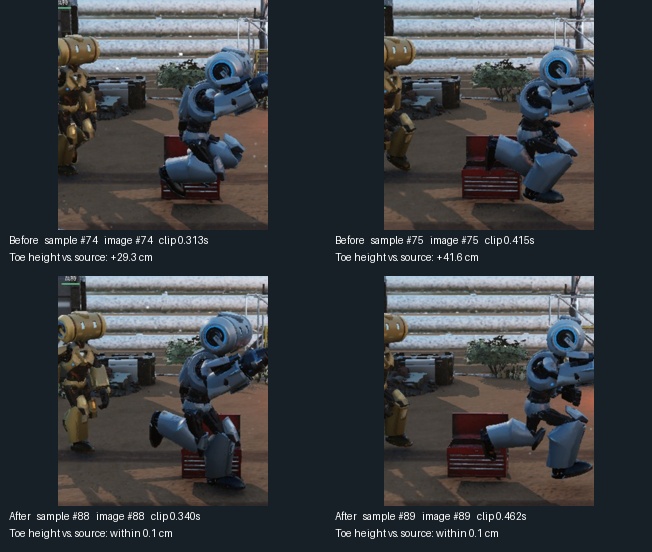 Before sample #74 image #74 clip 0.313s
Toe height vs. source: +29.3 cm
Before sample #75 image #75 clip 0.415s
Toe height vs. source: +41.6 cm
After sample #88 image #88 clip 0.340s
Toe height vs. source: within 0.1 cm
After sample #89 image #89 clip 0.462s
Toe height vs. source: within 0.1 cm